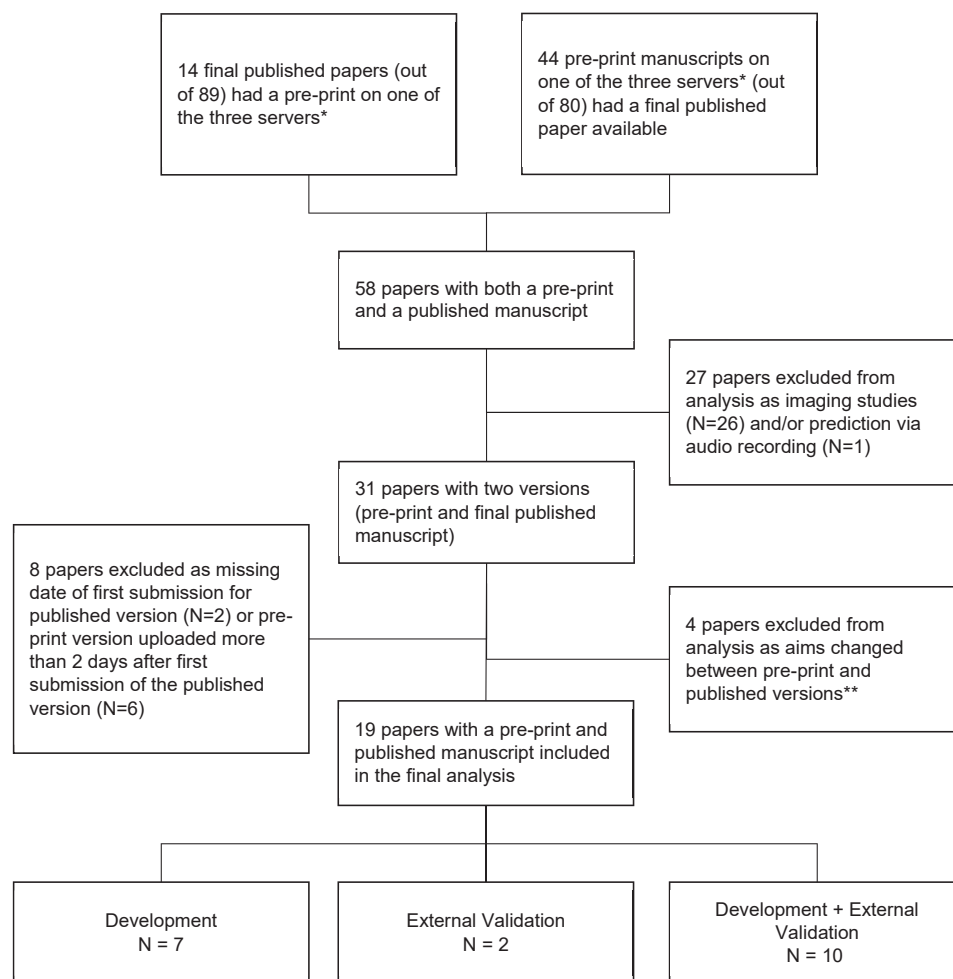 14 final published papers (out
of 89) had a pre-print on one of
the three servers*
44 pre-print manuscripts on
one of the three servers* (out
of 80) had a final published
paper available
58 papers with both a pre-print
and a published manuscript
27 papers excluded from
analysis as imaging studies
(N=26) and/or prediction via
audio recording (N=1)
31 papers with two versions
(pre-print and final published
manuscript)
8 papers excluded as missing
date of first submission for
published version (N=2) or pre-
print version uploaded more
than 2 days after first
submission of the published
version (N=6)
4 papers excluded from
analysis as aims changed
between pre-print and
published versions**
19 papers with a pre-print and
published manuscript included
in the final analysis
Development
N = 7
External Validation
N = 2
Development + External
Validation
N = 10